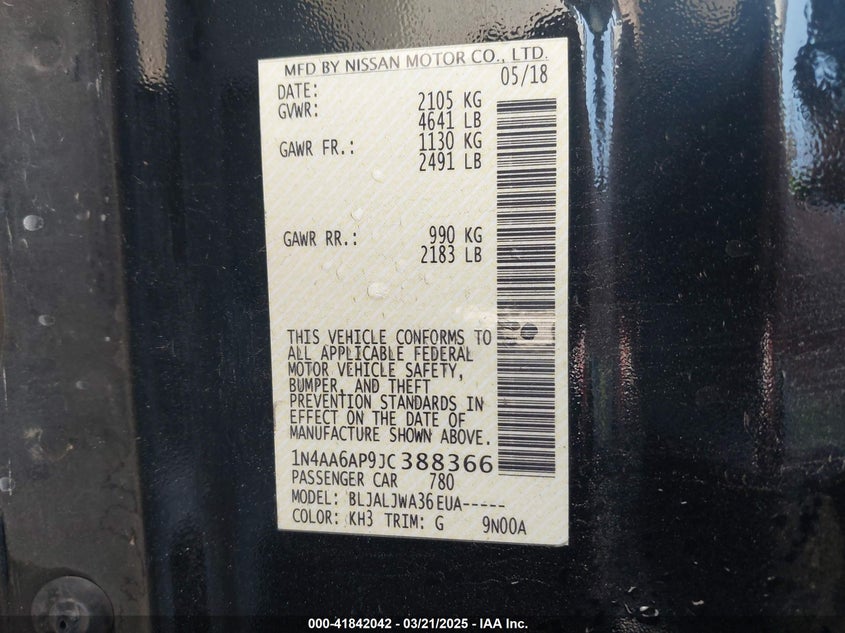 MFD BY NISSAN MOTOR CO., LTD.
DATE: 05/18
GVWR: 2105 KG
4641 LB
GAWR FR.: 1130 KG
2491 LB
GAWR RR.: 990 KG
2183 LB
THIS VEHICLE CONFORMS TO
ALL APPLICABLE FEDERAL
MOTOR VEHICLE SAFETY,
BUMPER, AND THEFT
PREVENTION STANDARDS IN
EFFECT ON THE DATE OF
MANUFACTURE SHOWN ABOVE.
1N4AA6AP9JC388366
PASSENGER CAR 780
MODEL: BLJALJWA36EUA-----
COLOR: KH3 TRIM: G 9N00A
000-41842042 - 03/21/2025 - IAA Inc.